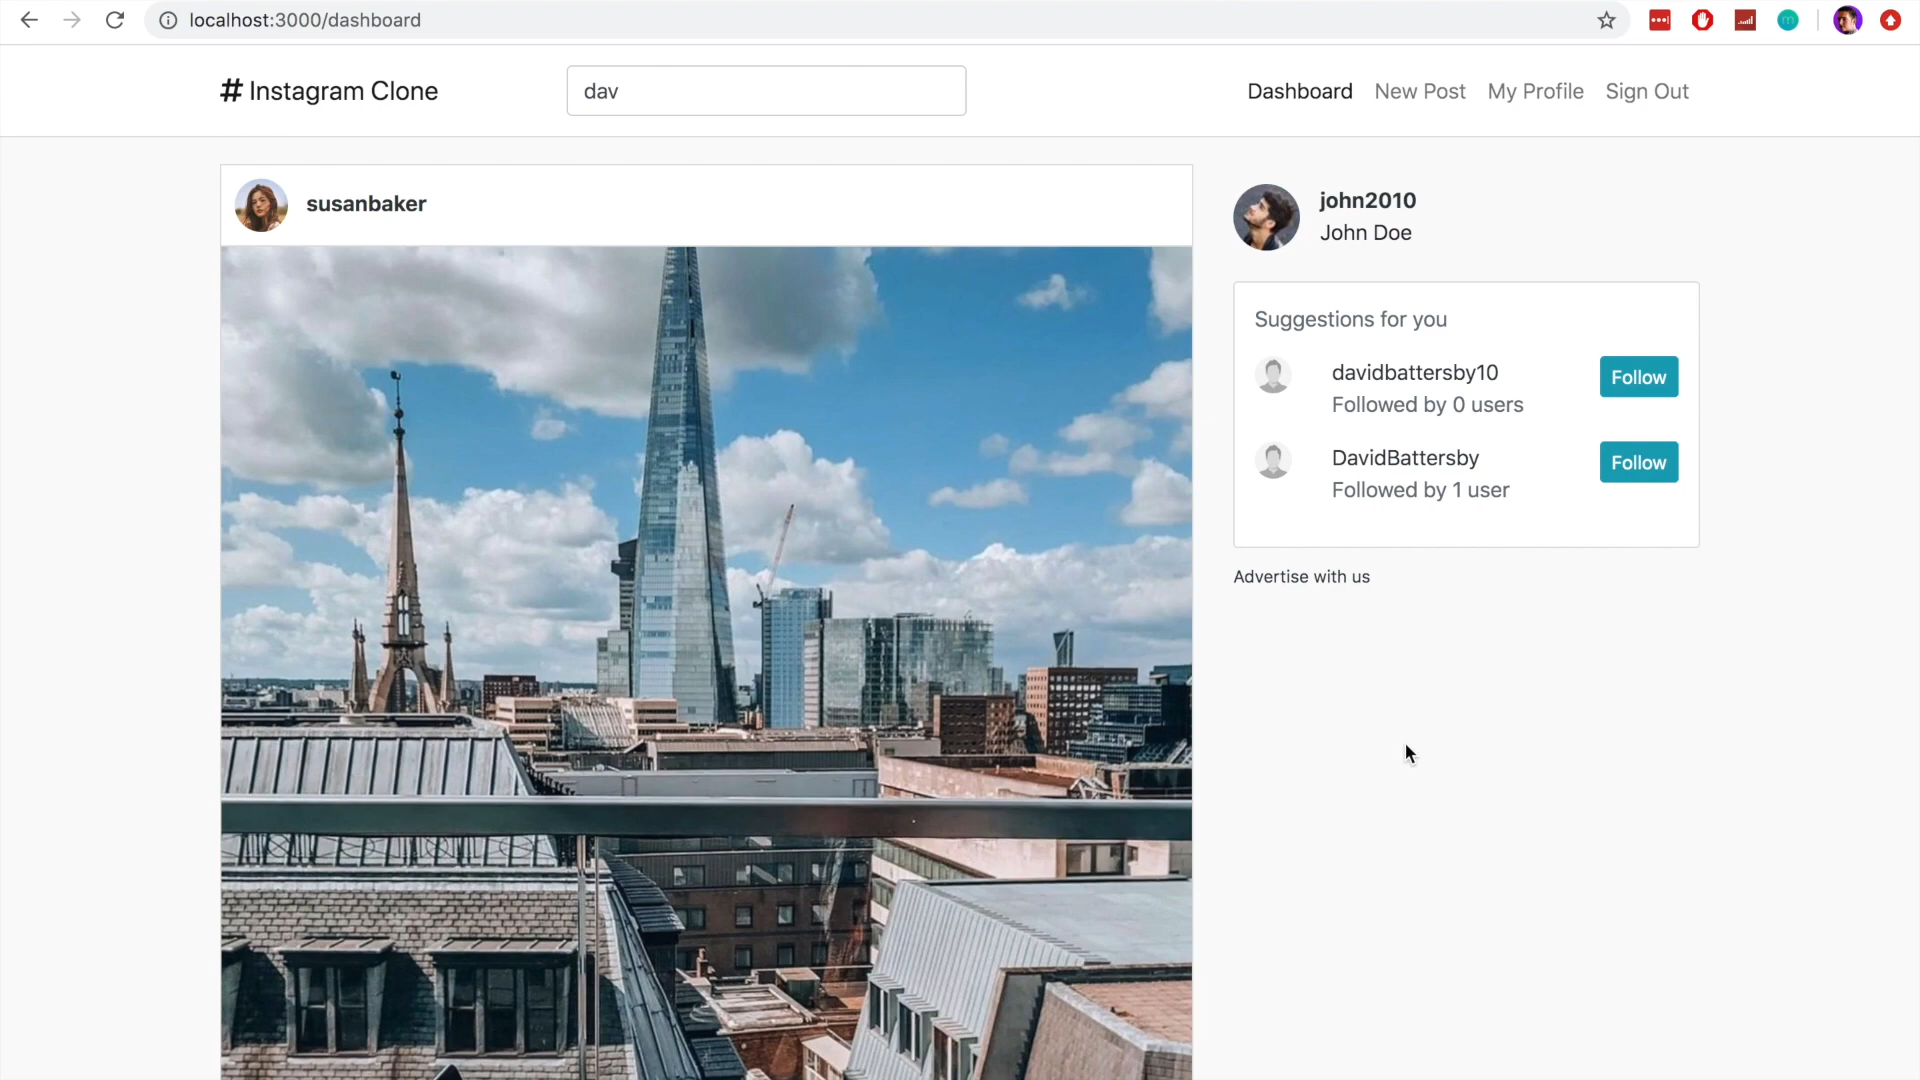 localhost:3000/dashboard
# Instagram Clone
dav
Dashboard New Post My Profile Sign Out
susanbaker
john2010
John Doe
Suggestions for you
davidbattersby10
Followed by 0 users
Follow
DavidBattersby
Followed by 1 user
Follow
Advertise with us